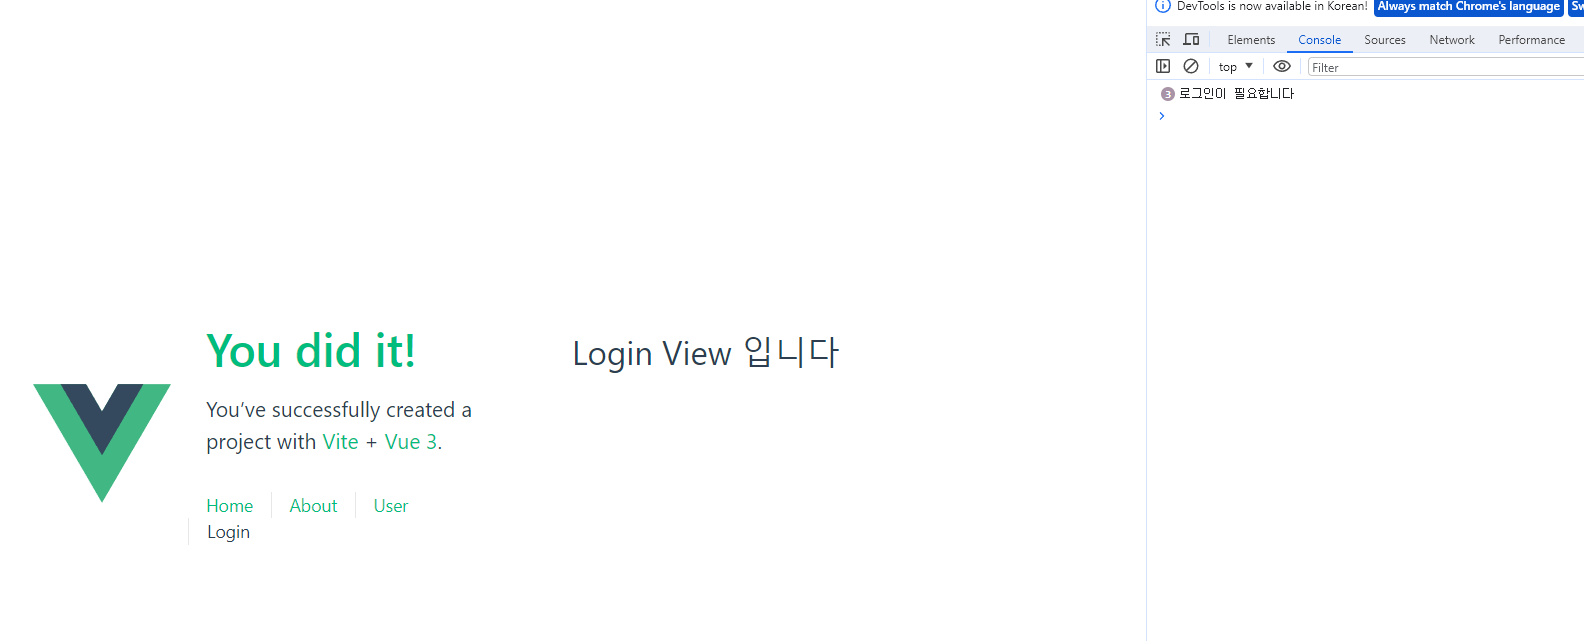 DevTools is now available in Korean! Always match Chrome's language Sw
Elements Console Sources Network Performance
top Filter
3 로그인이 필요합니다
You did it!
Login View 입니다
You've successfully created a
project with Vite + Vue 3.
Home About User
Login